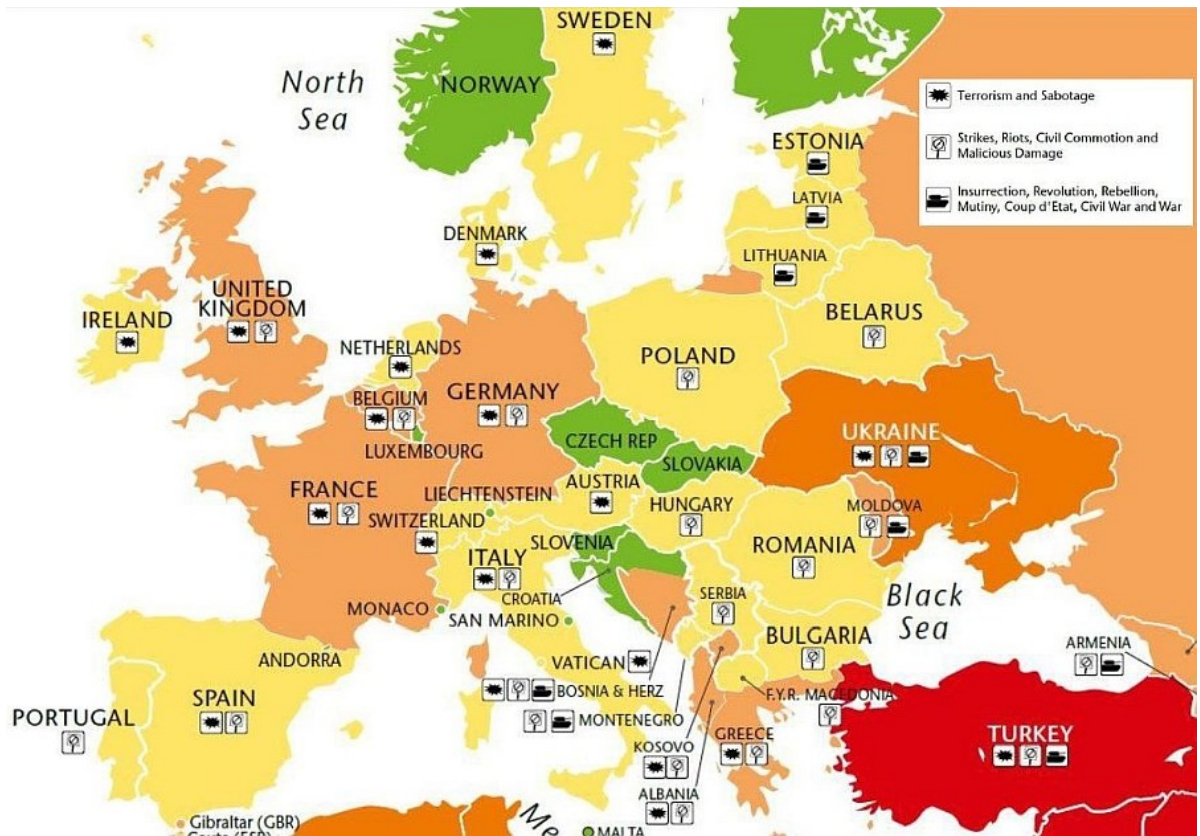 SWEDEN
NORWAY
North
Sea
Terrorism and Sabotage
Strikes, Riots, Civil Commotion and
Malicious Damage
Insurrection, Revolution, Rebellion,
Mutiny, Coup d'Etat, Civil War and War
ESTONIA
LATVIA
DENMARK
LITHUANIA
UNITED
KINGDOM
IRELAND
BELARUS
NETHERLANDS
POLAND
BELGIUM
GERMANY
LUXEMBOURG
CZECH REP
UKRAINE
SLOVAKIA
FRANCE
LIECHTENSTEIN
AUSTRIA
HUNGARY
MOLDOVA
SWITZERLAND
ITALY
SLOVENIA
ROMANIA
CROATIA
SERBIA
Black
Sea
MONACO
SAN MARINO
BULGARIA
ARMENIA
ANDORRA
VATICAN
BOSNIA & HERZ
F.Y.R. MACEDONIA
SPAIN
PORTUGAL
MONTENEGRO
GREECE
TURKEY
KOSOVO
ALBANIA
Gibraltar (GBR)
MALTA